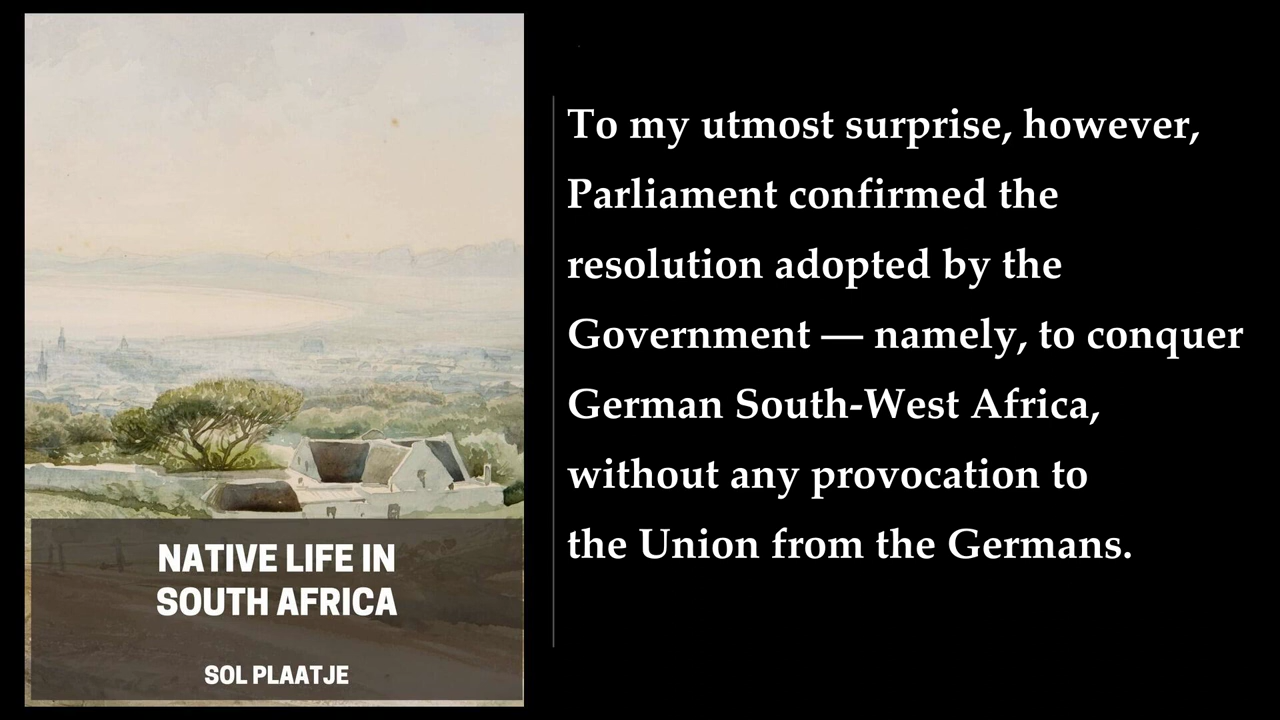 NATIVE LIFE IN
SOUTH AFRICA
SOL PLAATJE
To my utmost surprise, however,
Parliament confirmed the
resolution adopted by the
Government — namely, to conquer
German South-West Africa,
without any provocation to
the Union from the Germans.